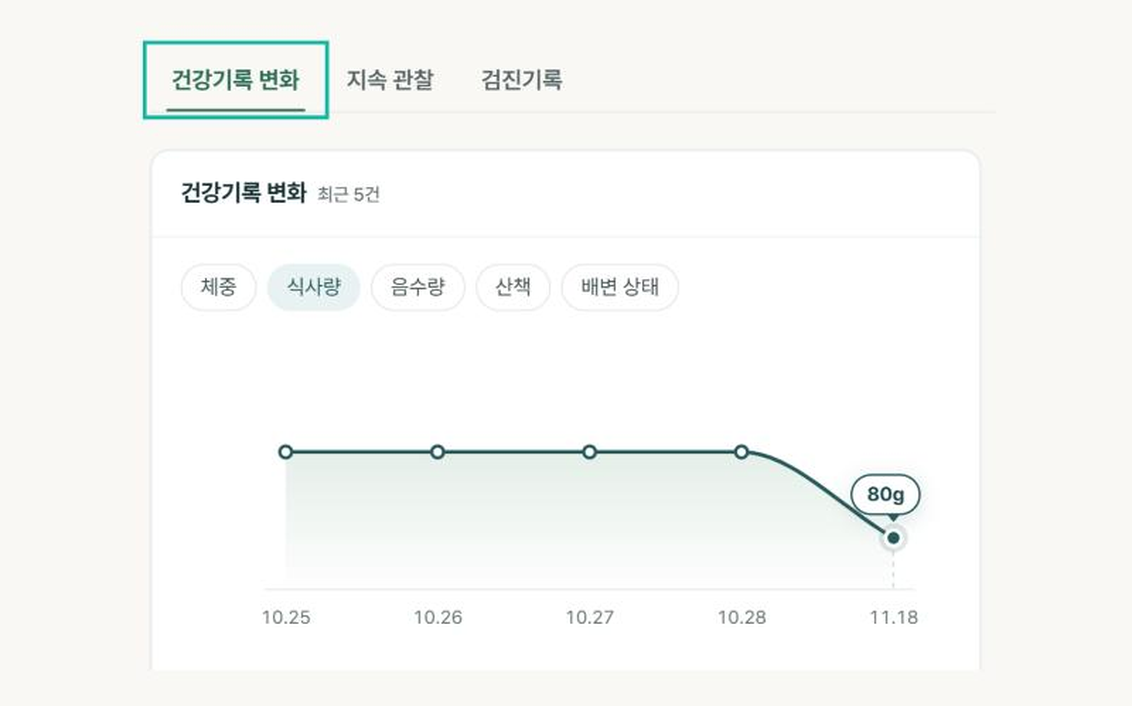 건강기록 변화 지속 관찰 검진기록
건강기록 변화 최근 5건
체중 식사량 음수량 산책 배변 상태
80g
10.25 10.26 10.27 10.28 11.18